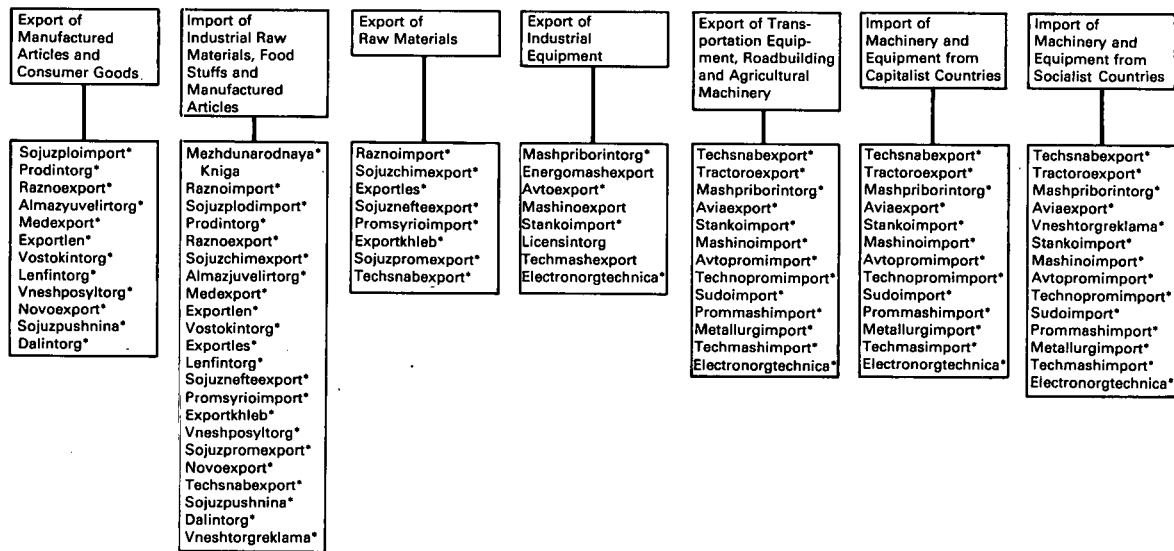 Export of
Manufactured
Articles and
Consumer Goods
Sojuzploimport*
Prodintorg*
Raznoexport*
Almazyuvelirtorg*
Medexport*
Exportlen*
Vostokintorg*
Lenfintorg*
Vneshposyltorg*
Novoexport*
Sojuzpushnina*
Dalintorg*
Import of
Industrial Raw
Materials, Food
Stuffs and
Manufactured
Articles
Mezhdunarodnaya*
Kniga
Raznoimport*
Sojuzplodimport*
Prodintorg*
Raznoexport*
Sojuzchimexport*
Almazjuvelirtorg*
Medexport*
Exportlen*
Vostokintorg*
Exportles*
Lenfintorg*
Sojuznefteexport*
Promsyrioimport*
Exportkhleb*
Vneshposyltorg*
Sojuzpromexport*
Novoexport*
Techsnabexport*
Sojuzpushnina*
Dalintorg*
Vneshtorgreklama*
Export of
Raw Materials
Raznoimport*
Sojuzchimexport*
Exportles*
Sojuznefteexport*
Promsyrioimport*
Exportkhleb*
Sojuzpromexport*
Techsnabexport*
Export of
Industrial
Equipment
Mashpriborintorg*
Energomashexport
Avtoexport*
Mashinoexport
Stankoimport*
Licensintorg
Techmashexport
Electronorgtechnica*
Export of Trans-
portation Equip-
ment, Roadbuilding
and Agricultural
Machinery
Techsnabexport*
Tractoroexport*
Mashpriborintorg*
Aviaexport*
Stankoimport*
Mashinoimport*
Avtopromimport*
Technopromimport*
Sudoimport*
Prommashimport*
Metallurgimport*
Techmashimport*
Electronorgtechnica*
Import of
Machinery and
Equipment from
Capitalist Countries
Techsnabexport*
Tractoroexport*
Mashpriborintorg*
Aviaexport*
Stankoimport*
Mashinoimport*
Avtopromimport*
Technopromimport*
Sudoimport*
Prommashimport*
Metallurgimport*
Techmasimport*
Electronorgtechnica*
Import of
Machinery and
Equipment from
Socialist Countries
Techsnabexport*
Tractoroexport*
Mashpriborintorg*
Aviaexport*
Vneshtorgreklama*
Stankoimport*
Mashinoimport*
Avtopromimport*
Technopromimport*
Sudoimport*
Prommashimport*
Metallurgimport*
Techmashimport*
Electronorgtechnica*